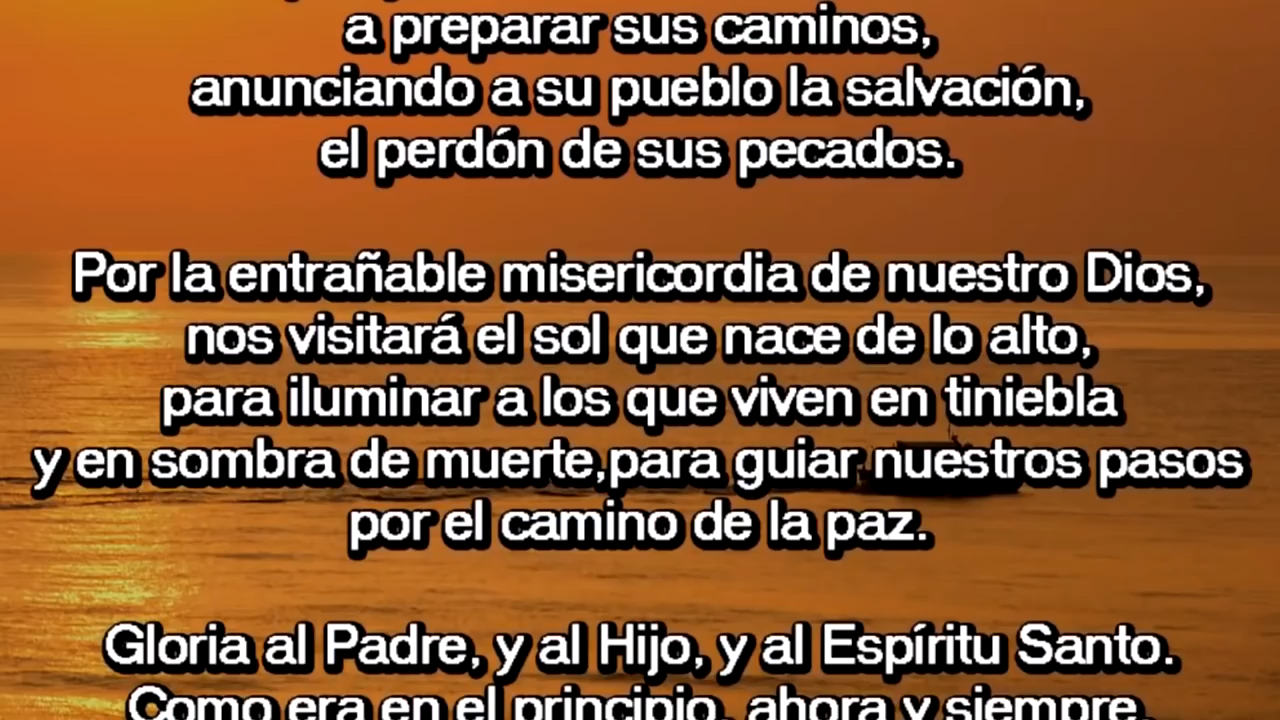 a preparar sus caminos,
anunciando a su pueblo la salvación,
el perdón de sus pecados.
Por la entrañable misericordia de nuestro Dios,
nos visitará el sol que nace de lo alto,
para iluminar a los que viven en tiniebla
y en sombra de muerte,para guiar nuestros pasos
por el camino de la paz.
Gloria al Padre, y al Hijo, y al Espíritu Santo.
Como era en el principio, ahora y siempre,